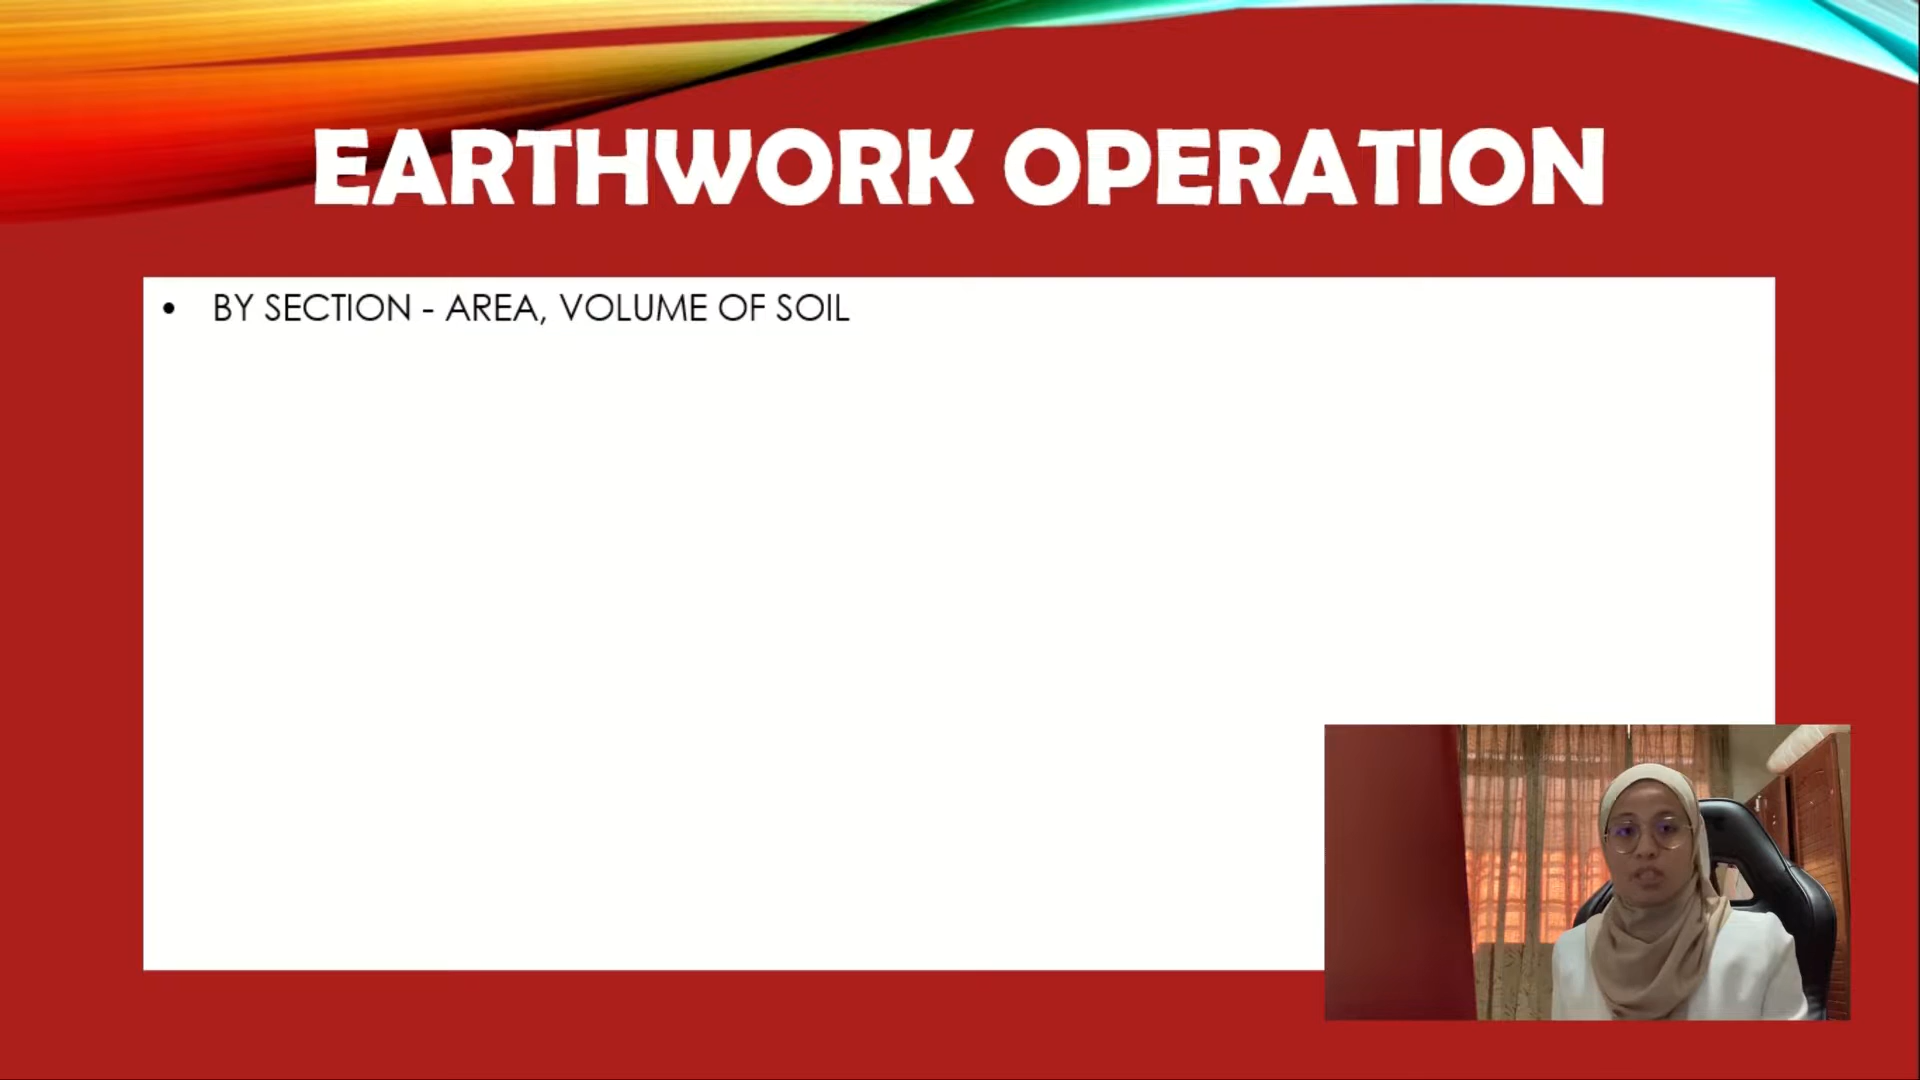 EARTHWORK OPERATION
• BY SECTION - AREA, VOLUME OF SOIL